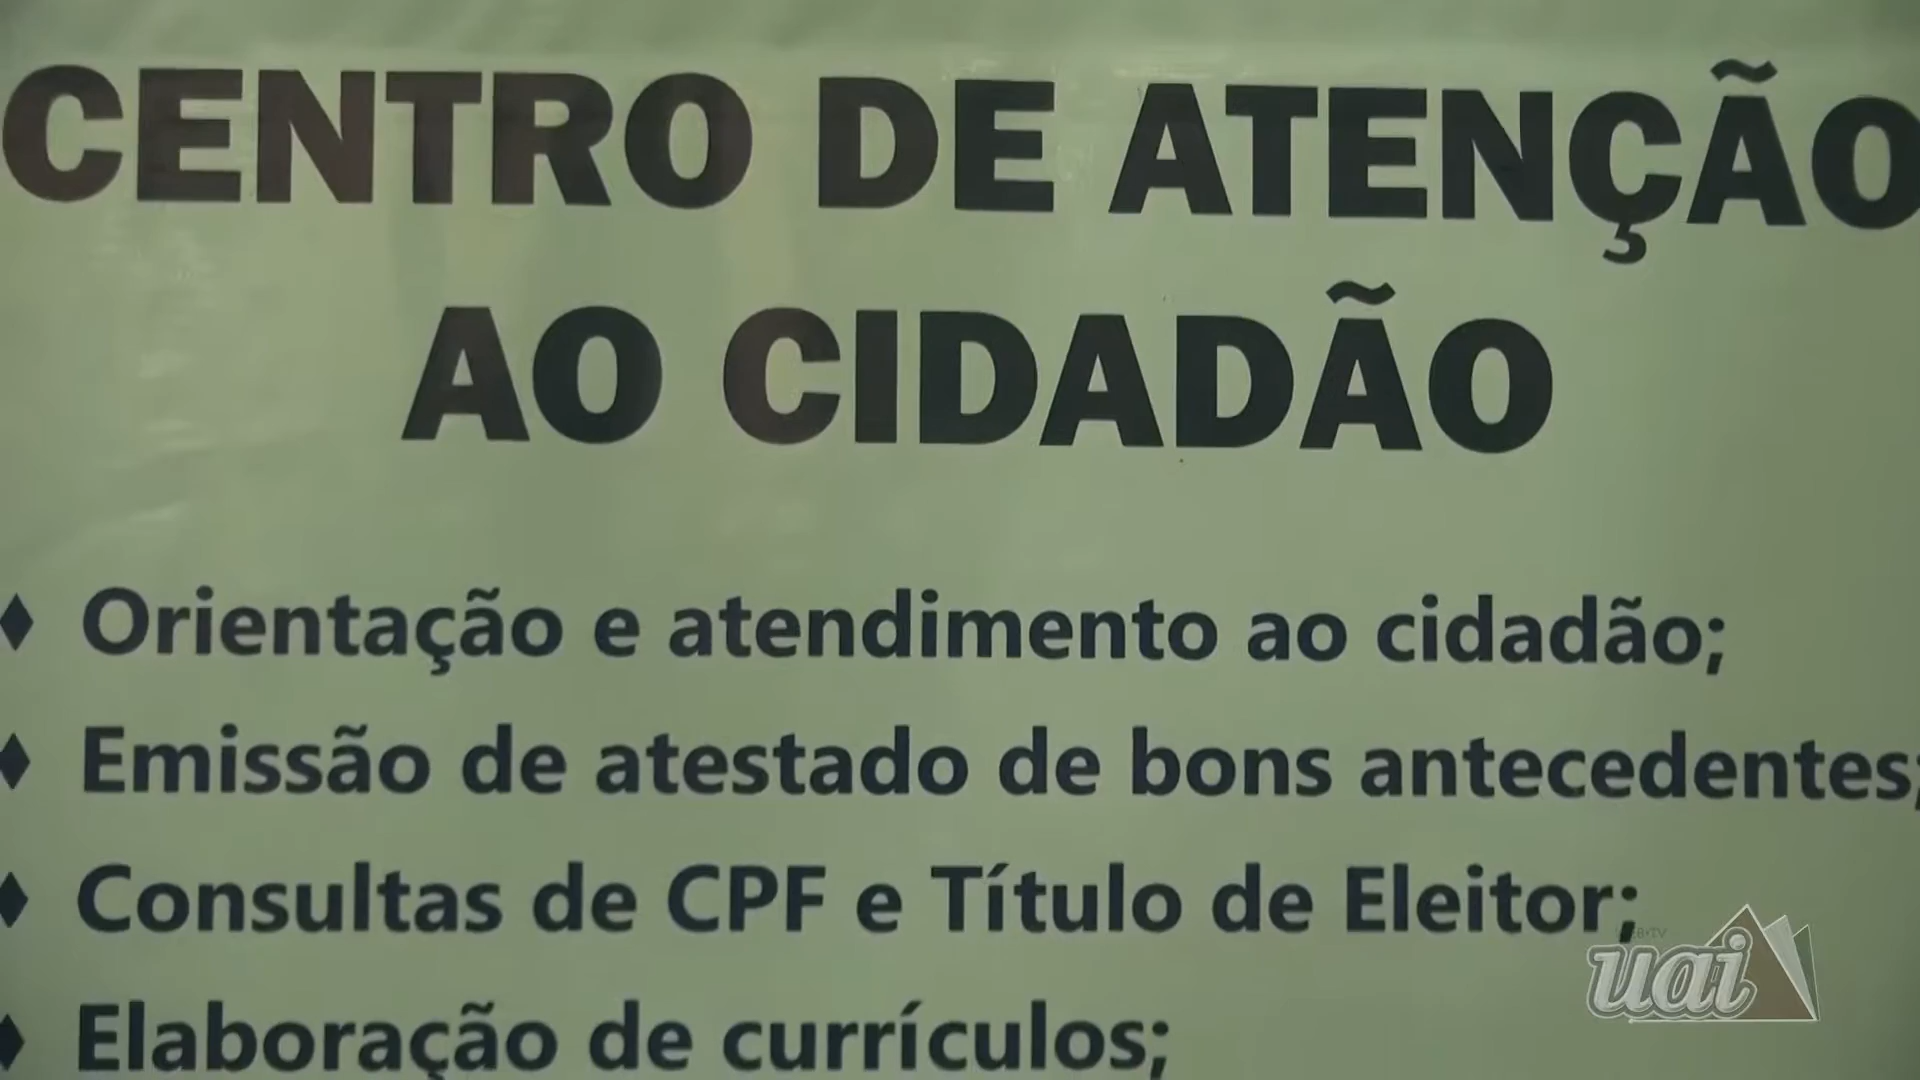 CENTRO DE ATENÇÃO
AO CIDADÃO
♦ Orientação e atendimento ao cidadão;
♦ Emissão de atestado de bons antecedentes;
♦ Consultas de CPF e Título de Eleitor;
♦ Elaboração de currículos;
uai